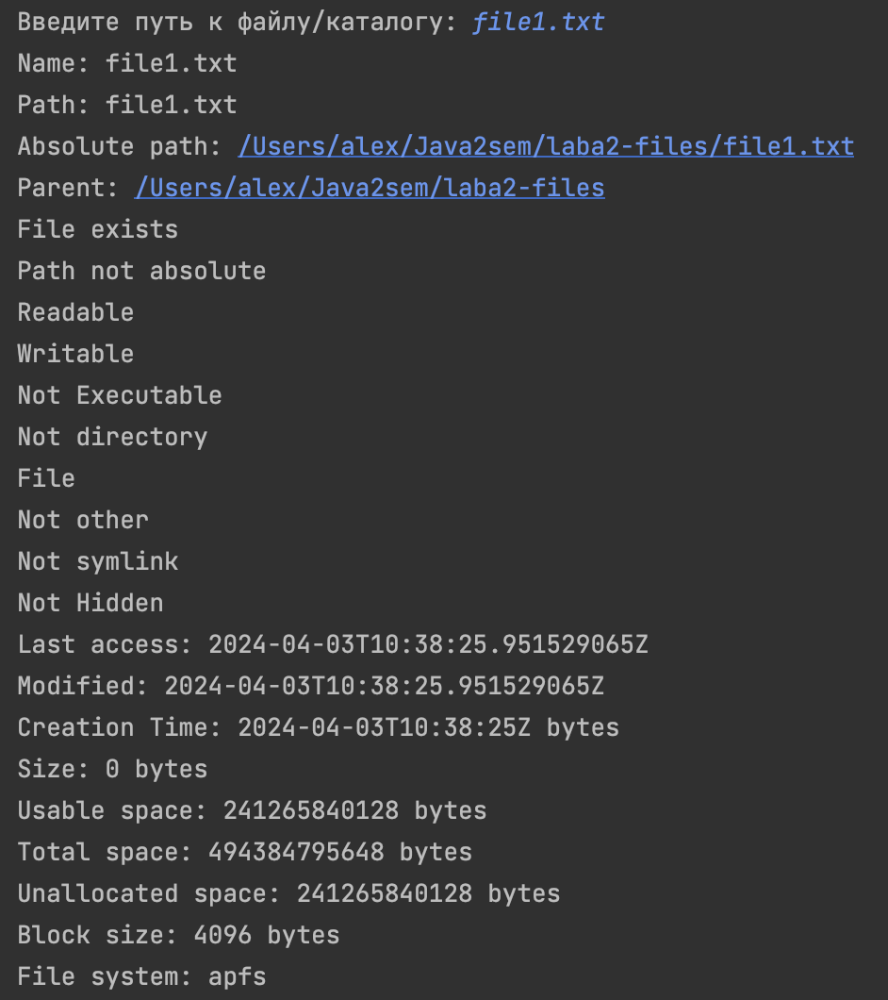 Введите путь к файлу/каталогу: file1.txt
Name: file1.txt
Path: file1.txt
Absolute path: /Users/alex/Java2sem/laba2-files/file1.txt
Parent: /Users/alex/Java2sem/laba2-files
File exists
Path not absolute
Readable
Writable
Not Executable
Not directory
File
Not other
Not symlink
Not Hidden
Last access: 2024-04-03T10:38:25.951529065Z
Modified: 2024-04-03T10:38:25.951529065Z
Creation Time: 2024-04-03T10:38:25Z bytes
Size: 0 bytes
Usable space: 241265840128 bytes
Total space: 494384795648 bytes
Unallocated space: 241265840128 bytes
Block size: 4096 bytes
File system: apfs